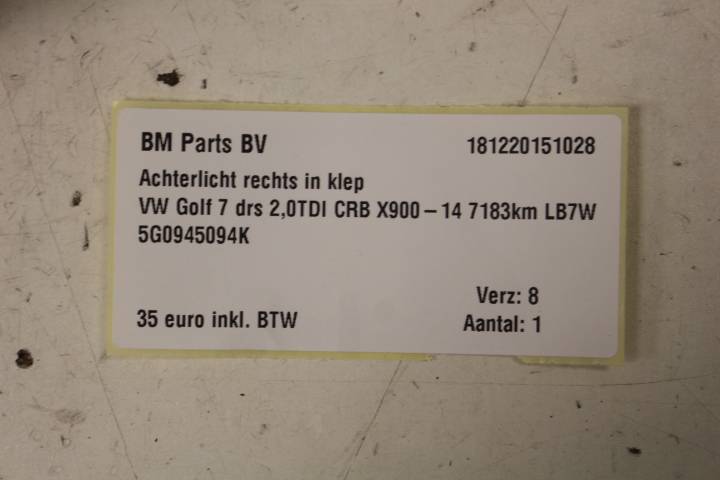 BM Parts BV 181220151028
Achterlicht rechts in klep
VW Golf 7 drs 2,0TDI CRB X900 – 14 7183km LB7W
5G0945094K
Verz: 8
35 euro inkl. BTW Aantal: 1